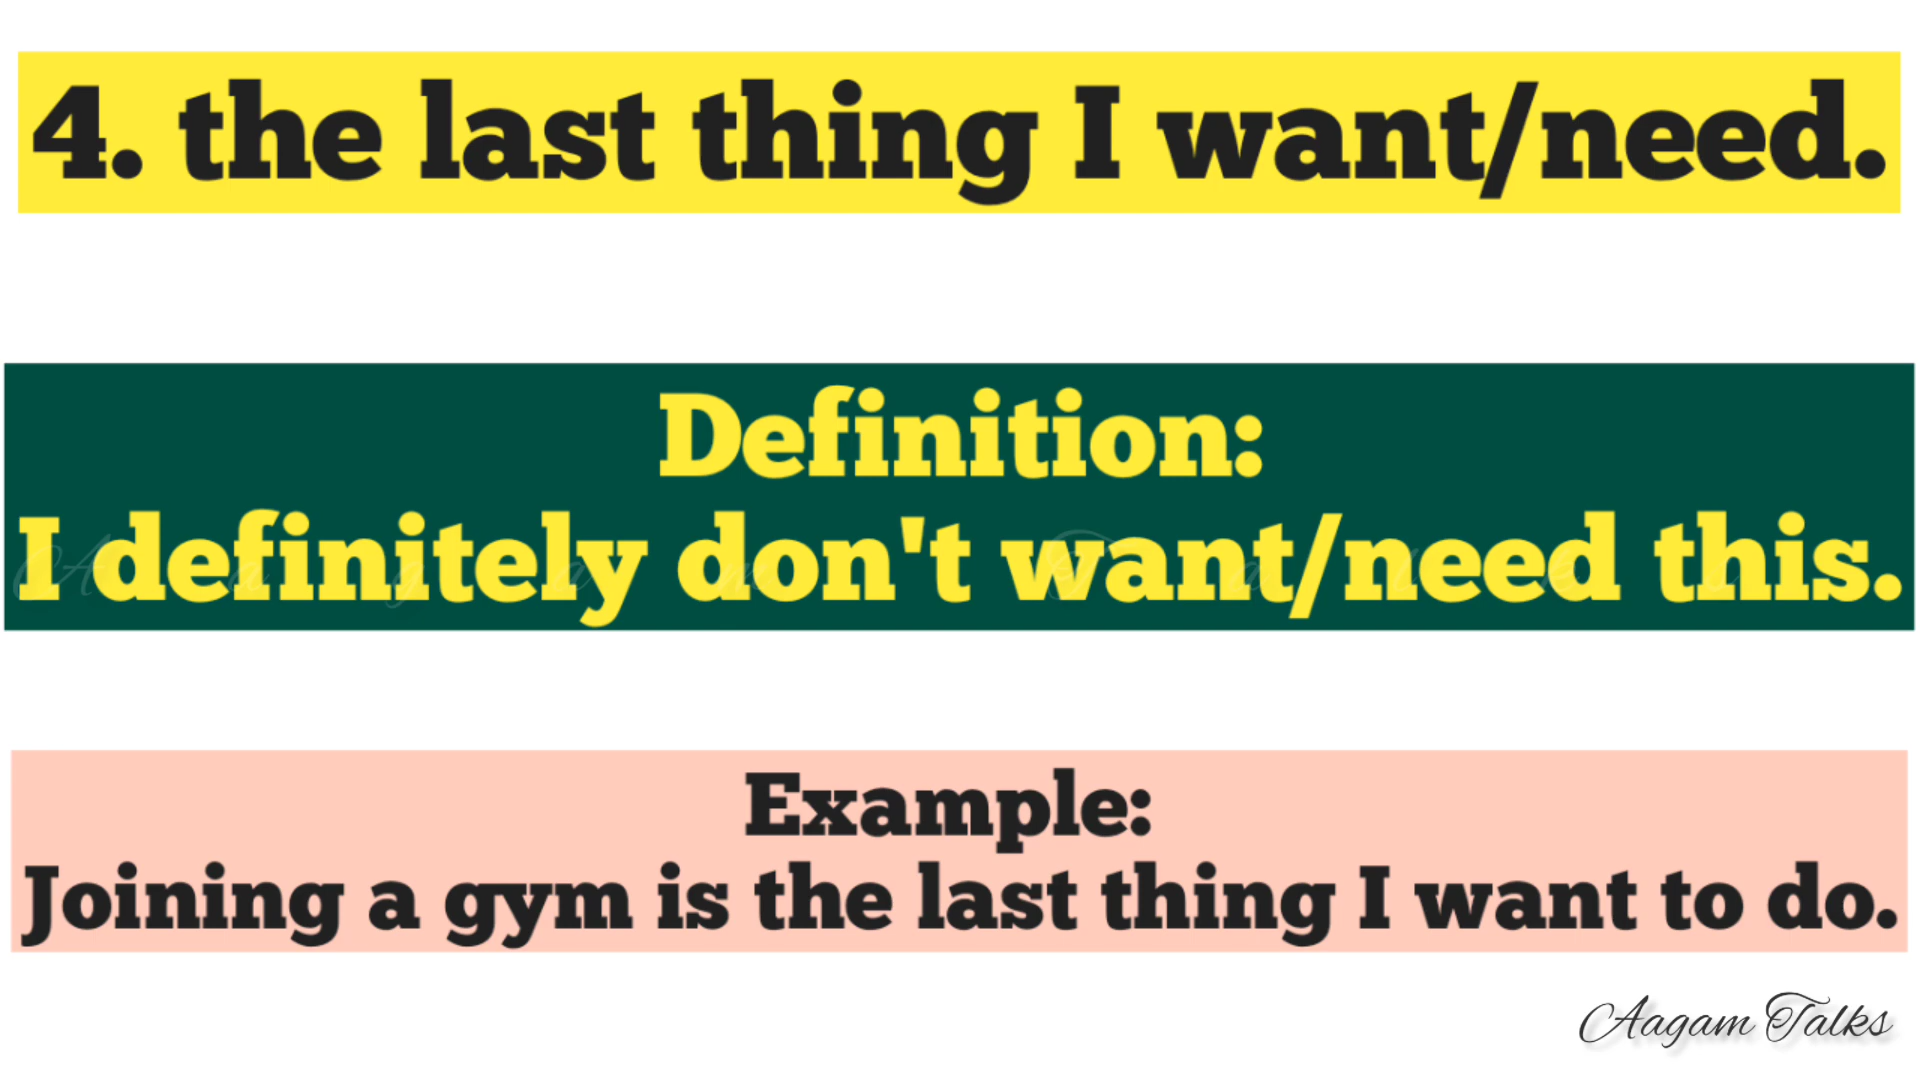 4. the last thing I want/need.
Definition:
I definitely don't want/need this.
Example:
Joining a gym is the last thing I want to do.
Aagam Talks